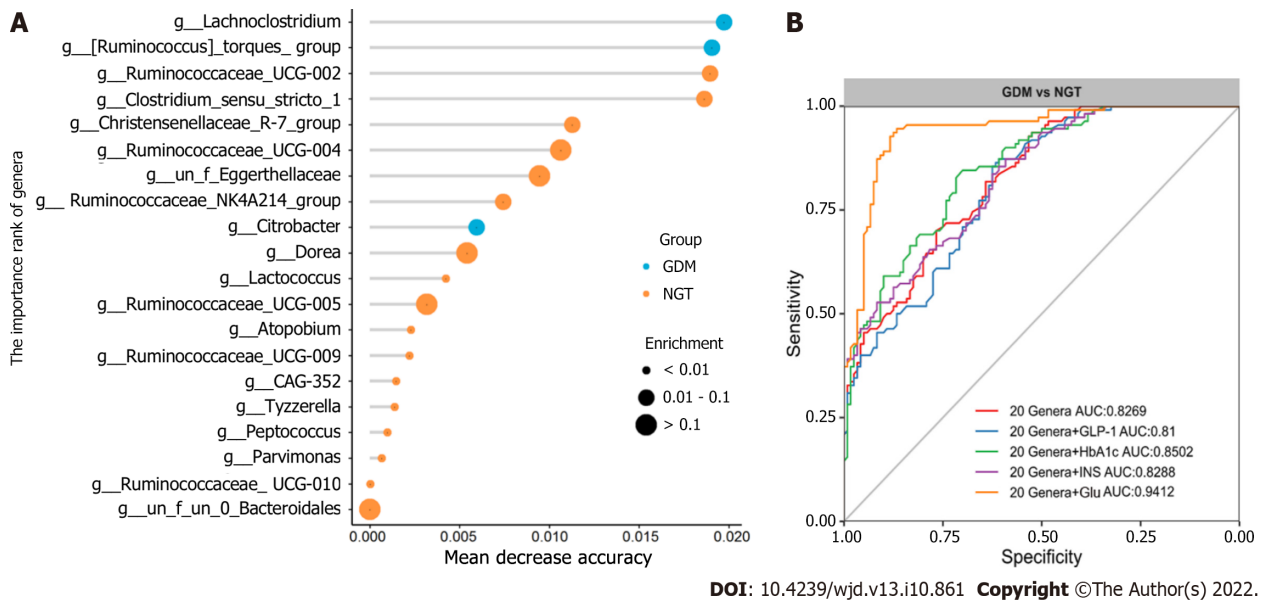 A
The importance rank of genera
g__Lachnoclostridium
g__[Ruminococcus]_torques_ group
g__Ruminococcaceae_UCG-002
g__Clostridium_sensu_stricto_1
g__Christensenellaceae_R-7_group
g__Ruminococcaceae_UCG-004
g__un_f_Eggerthellaceae
g__ Ruminococcaceae_NK4A214_group
g__Citrobacter
g__Dorea
g__Lactococcus
g__Ruminococcaceae_UCG-005
g__Atopobium
g__Ruminococcaceae_UCG-009
g__CAG-352
g__Tyzzerella
g__Peptococcus
g__Parvimonas
g__Ruminococcaceae_ UCG-010
g__un_f_un_0_Bacteroidales
0.000 0.005 0.010 0.015 0.020
Mean decrease accuracy
Group
GDM
NGT
Enrichment
< 0.01
0.01 - 0.1
> 0.1
B
GDM vs NGT
Sensitivity
1.00
0.75
0.50
0.25
0.00
20 Genera AUC:0.8269
20 Genera+GLP-1 AUC:0.81
20 Genera+HbA1c AUC:0.8502
20 Genera+INS AUC:0.8288
20 Genera+Glu AUC:0.9412
1.00 0.75 0.50 0.25 0.00
Specificity
DOI: 10.4239/wjd.v13.i10.861 Copyright ©The Author(s) 2022.